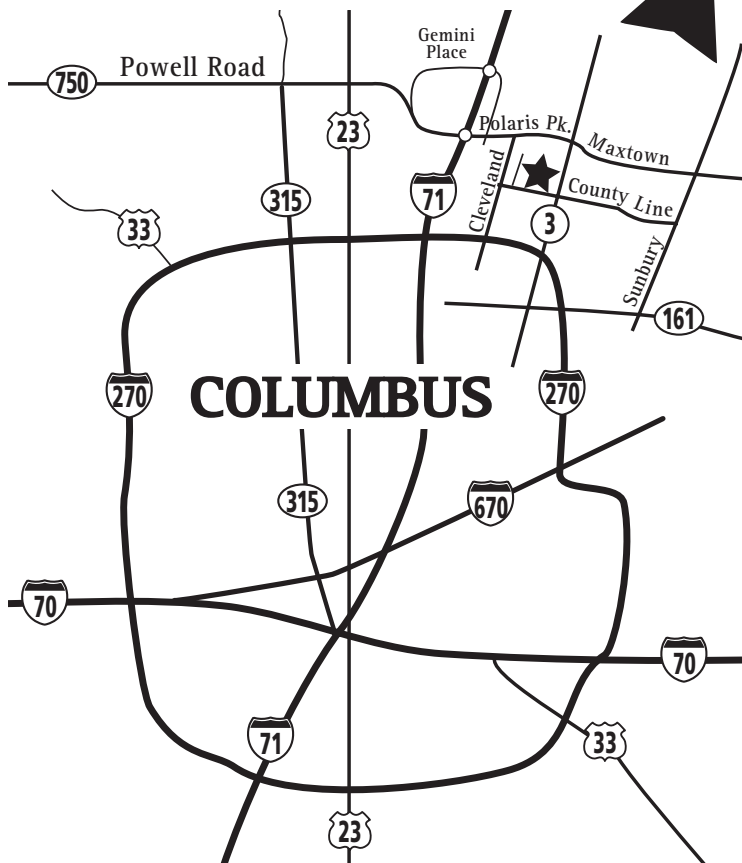 Gemini
Place
Powell Road
750
23
Polaris Pk.
Maxtown
315
71
Cleveland
County Line
33
3
Sunbury
161
270
COLUMBUS
270
315
670
70
70
71
33
23